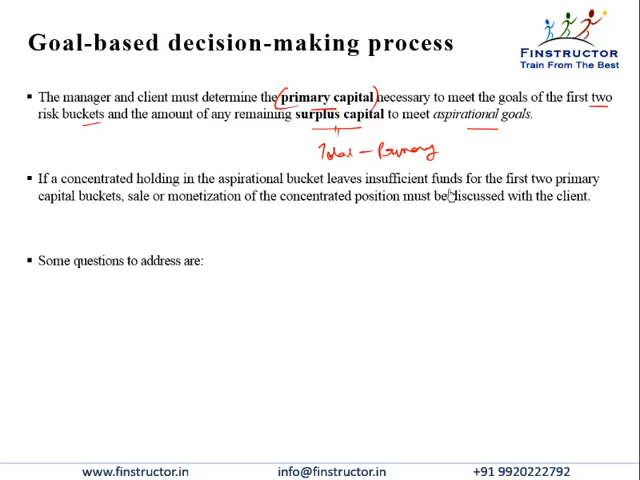 Goal-based decision-making process
FINSTRUCTOR
TRAIN FROM THE BEST
▪ The manager and client must determine the (primary capital) necessary to meet the goals of the first two
risk buckets and the amount of any remaining surplus capital to meet aspirational goals.
Total - Primary
▪ If a concentrated holding in the aspirational bucket leaves insufficient funds for the first two primary
capital buckets, sale or monetization of the concentrated position must be discussed with the client.
▪ Some questions to address are:
www.finstructor.in info@finstructor.in +91 9920222792